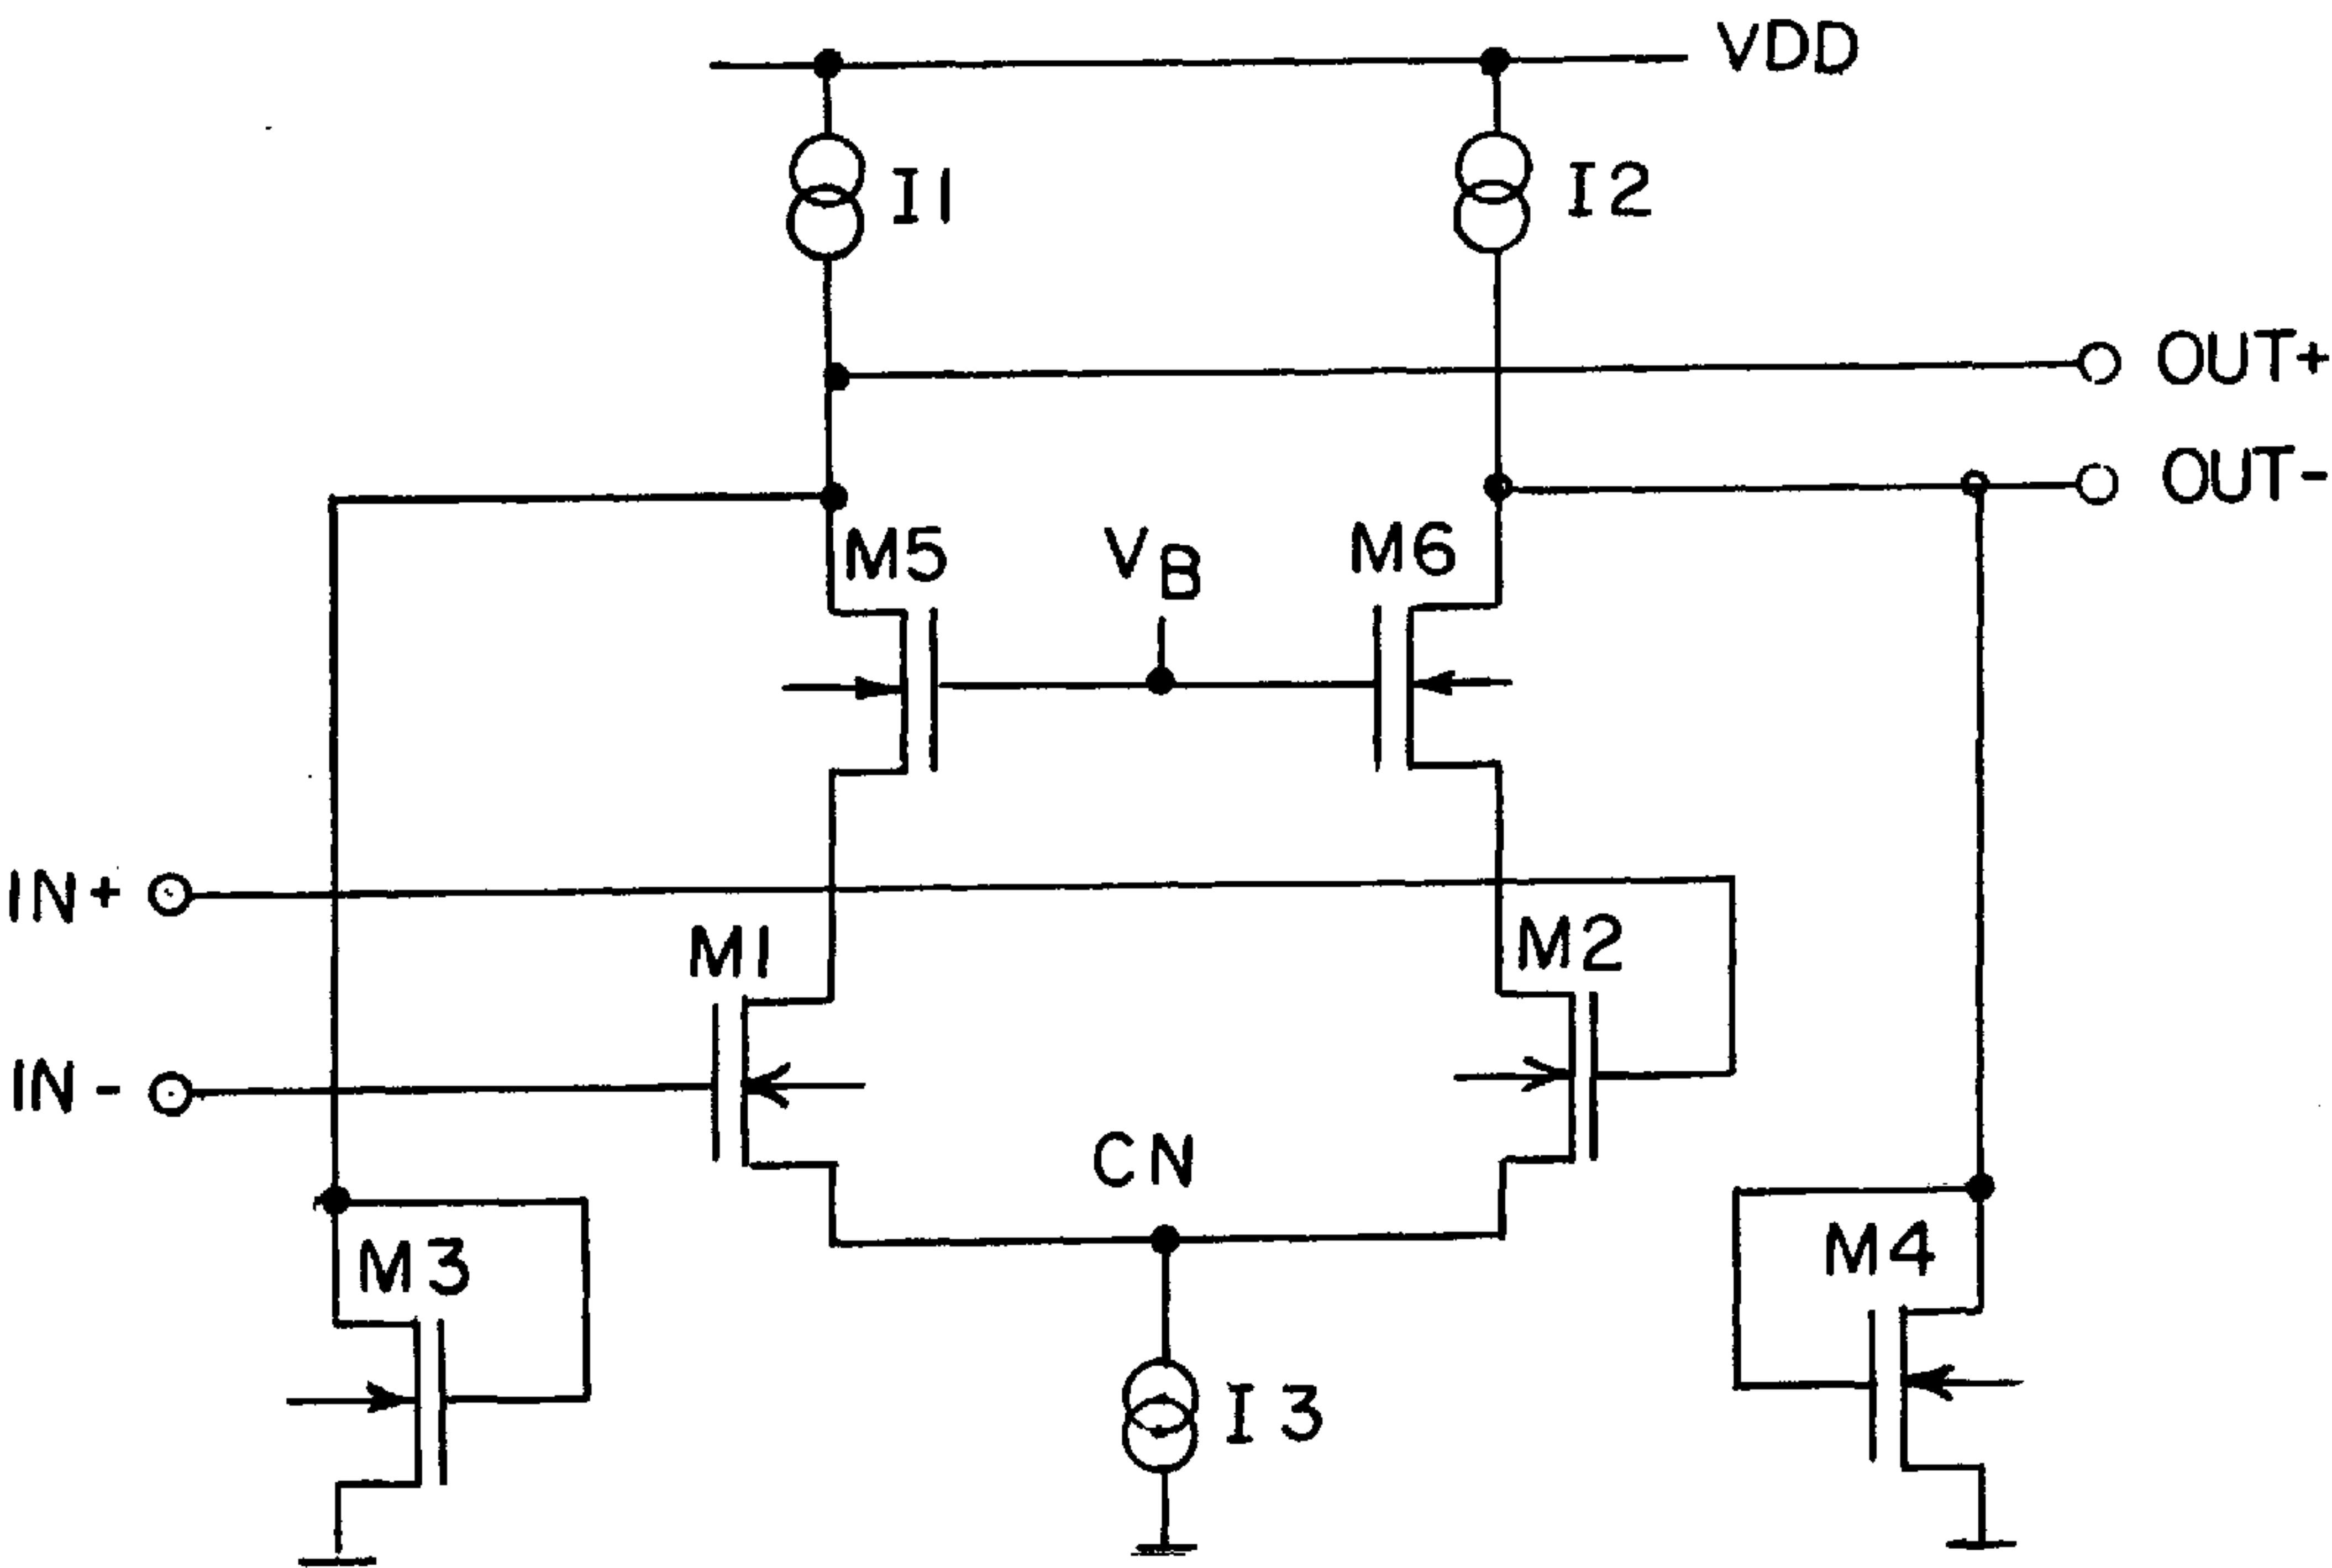 VDD
I1
I2
OUT+
OUT-
M5
VB
M6
IN+
M1
M2
IN-
CN
M3
M4
I3